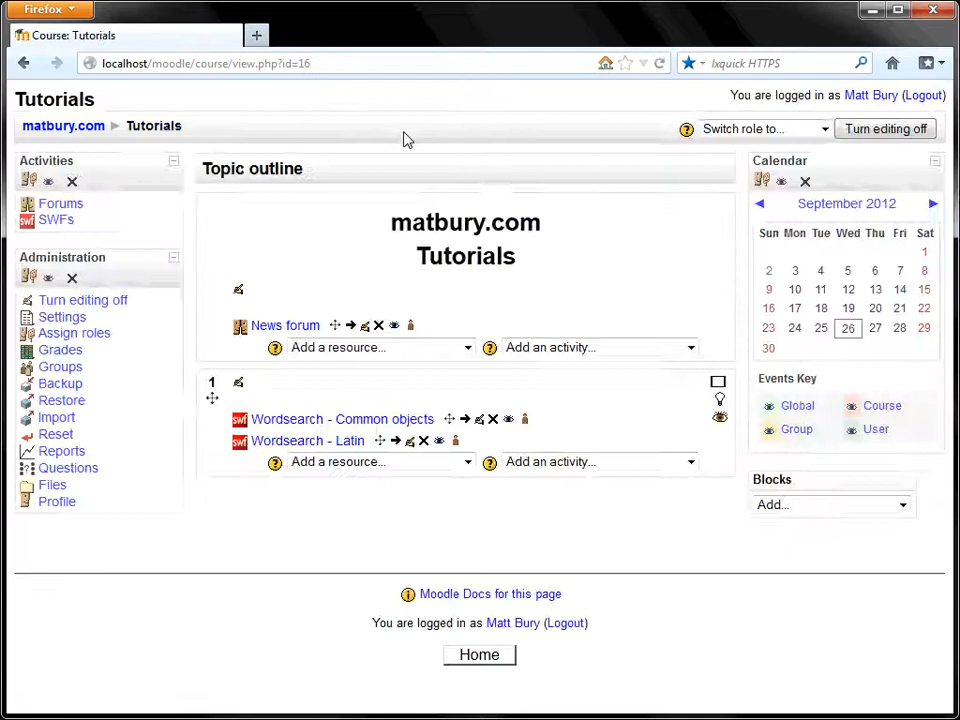 Firefox
Course: Tutorials
localhost/moodle/course/view.php?id=16
Ixquick HTTPS
Tutorials
You are logged in as Matt Bury (Logout)
matbury.com ► Tutorials
Switch role to...
Turn editing off
Activities
Forums
SWFs
Administration
Turn editing off
Settings
Assign roles
Grades
Groups
Backup
Restore
Import
Reset
Reports
Questions
Files
Profile
Topic outline
matbury.com
Tutorials
News forum
Add a resource...
Add an activity...
1
Wordsearch - Common objects
Wordsearch - Latin
Add a resource...
Add an activity...
Calendar
September 2012
Sun Mon Tue Wed Thu Fri Sat
1
2 3 4 5 6 7 8
9 10 11 12 13 14 15
16 17 18 19 20 21 22
23 24 25 26 27 28 29
30
Events Key
Global Course
Group User
Blocks
Add...
Moodle Docs for this page
You are logged in as Matt Bury (Logout)
Home